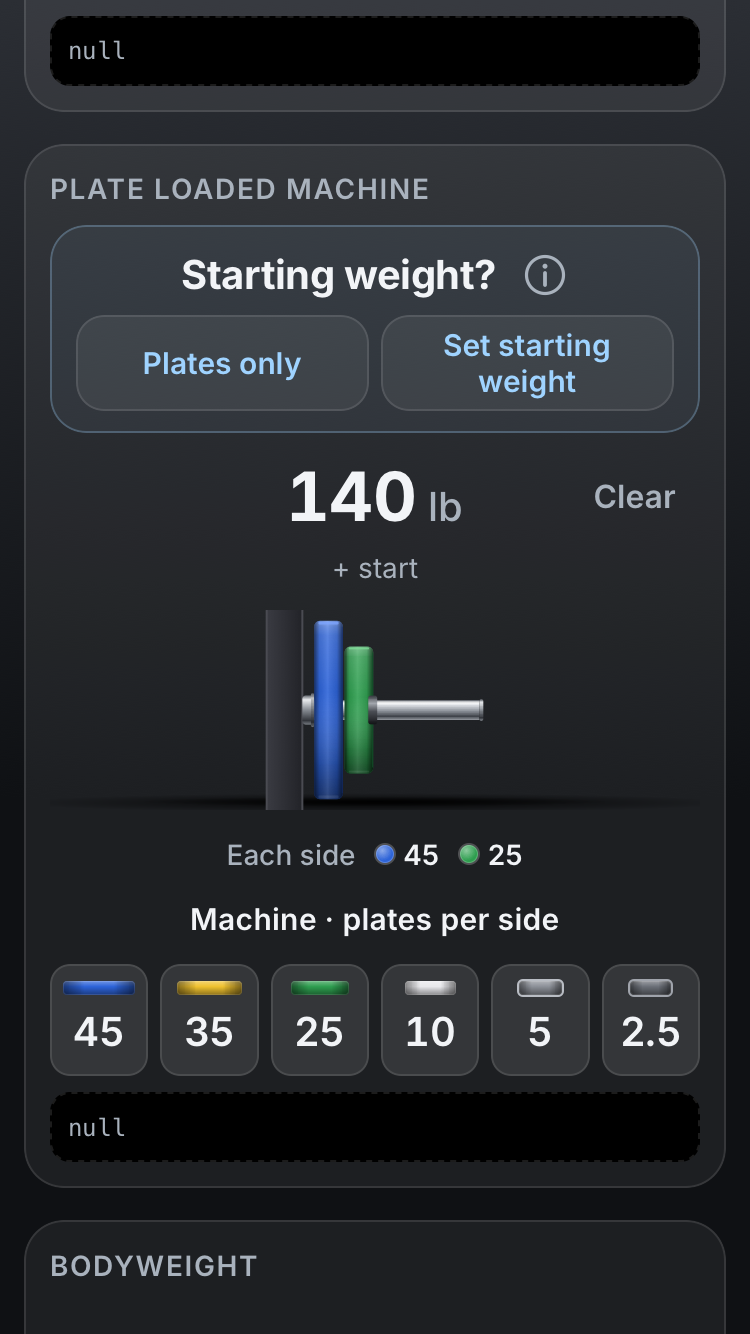 null
PLATE LOADED MACHINE
Starting weight?
Plates only
Set starting
weight
140 lb
Clear
+ start
Each side 45 25
Machine · plates per side
45 35 25 10 5 2.5
null
BODYWEIGHT